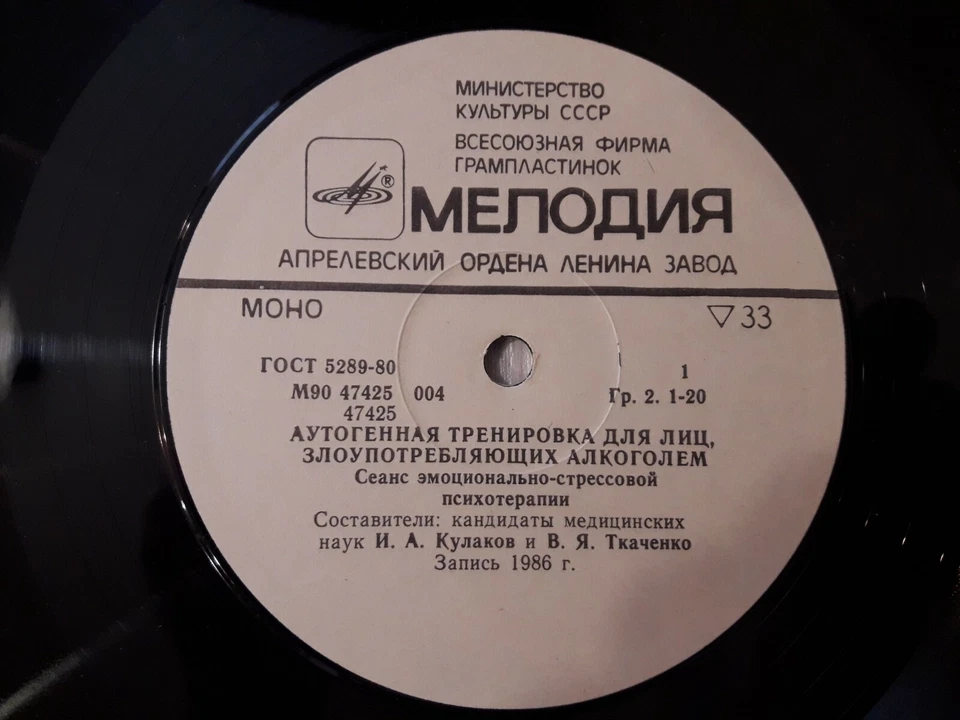 МИНИСТЕРСТВО
КУЛЬТУРЫ СССР
ВСЕСОЮЗНАЯ ФИРМА
ГРАМПЛАСТИНОК
®
МЕЛОДИЯ
АПРЕЛЕВСКИЙ ОРДЕНА ЛЕНИНА ЗАВОД
МОНО ▽33
ГОСТ 5289-80 1
М90 47425 004 Гр. 2. 1-20
47425
АУТОГЕННАЯ ТРЕНИРОВКА ДЛЯ ЛИЦ,
ЗЛОУПОТРЕБЛЯЮЩИХ АЛКОГОЛЕМ
Сеанс эмоционально-стрессовой
психотерапии
Составители: кандидаты медицинских
наук И. А. Кулаков и В. Я. Ткаченко
Запись 1986 г.